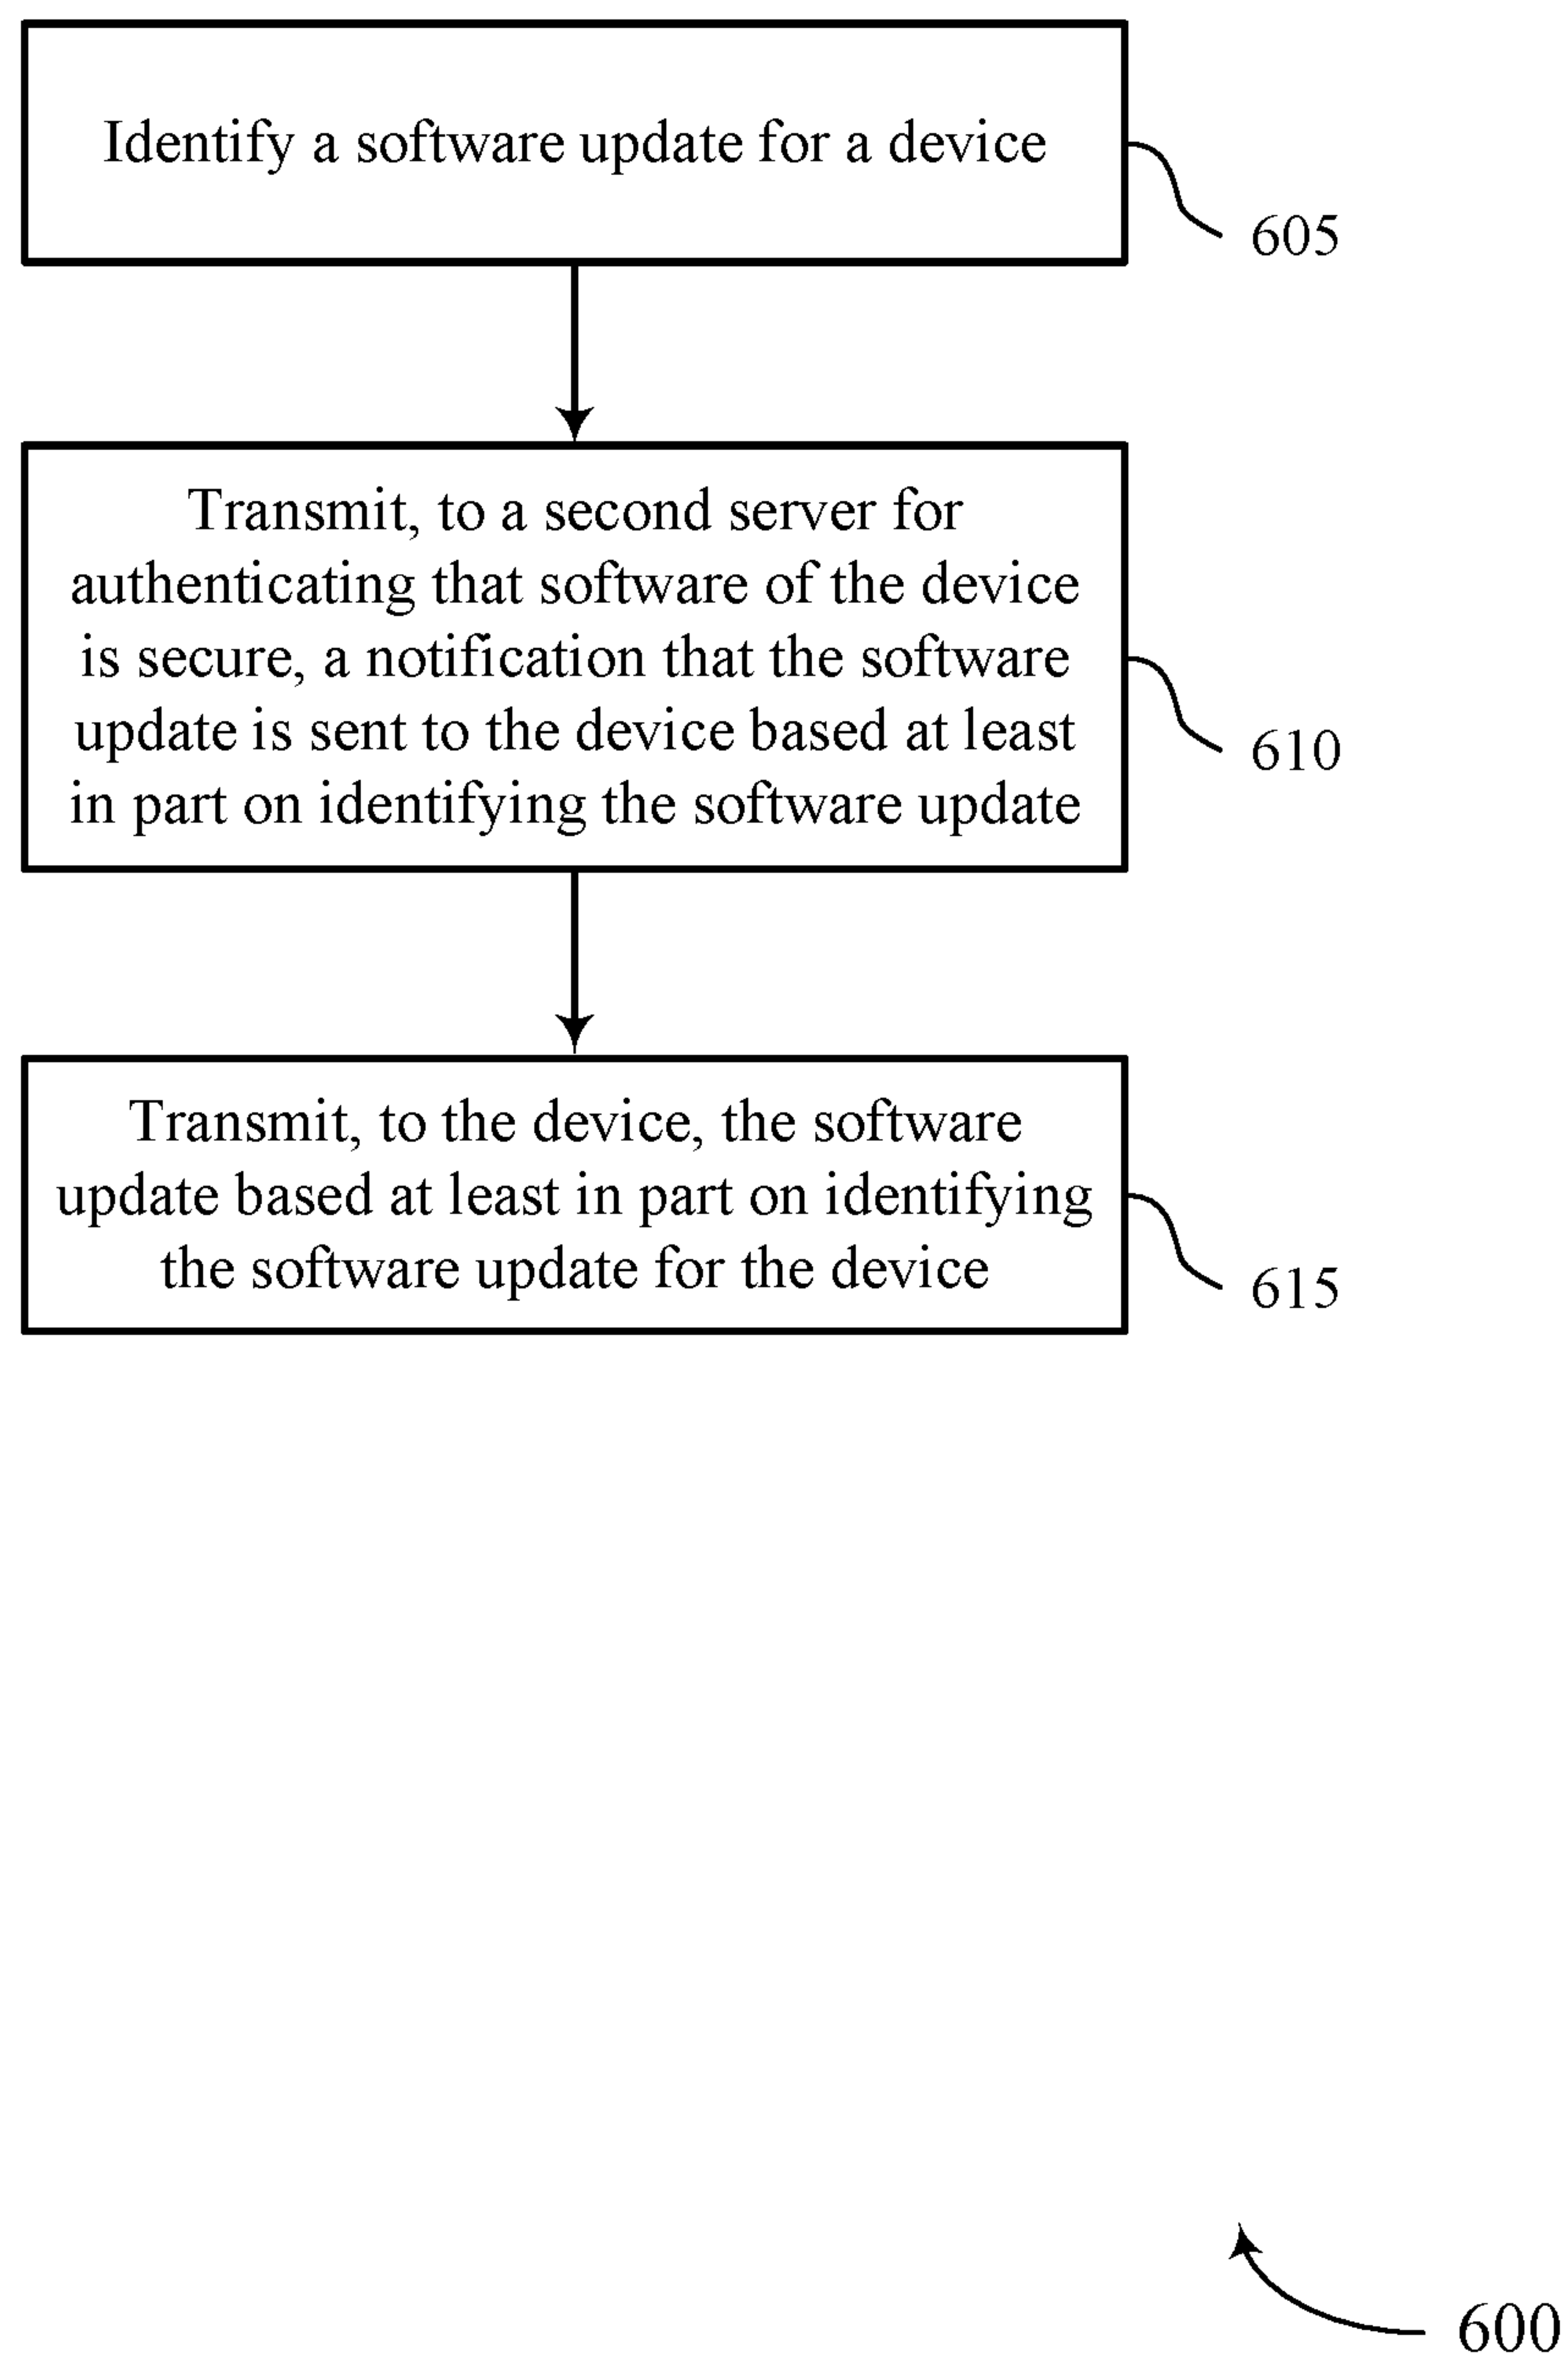 Identify a software update for a device
605
Transmit, to a second server for
authenticating that software of the device
is secure, a notification that the software
update is sent to the device based at least
in part on identifying the software update
610
Transmit, to the device, the software
update based at least in part on identifying
the software update for the device
615
600